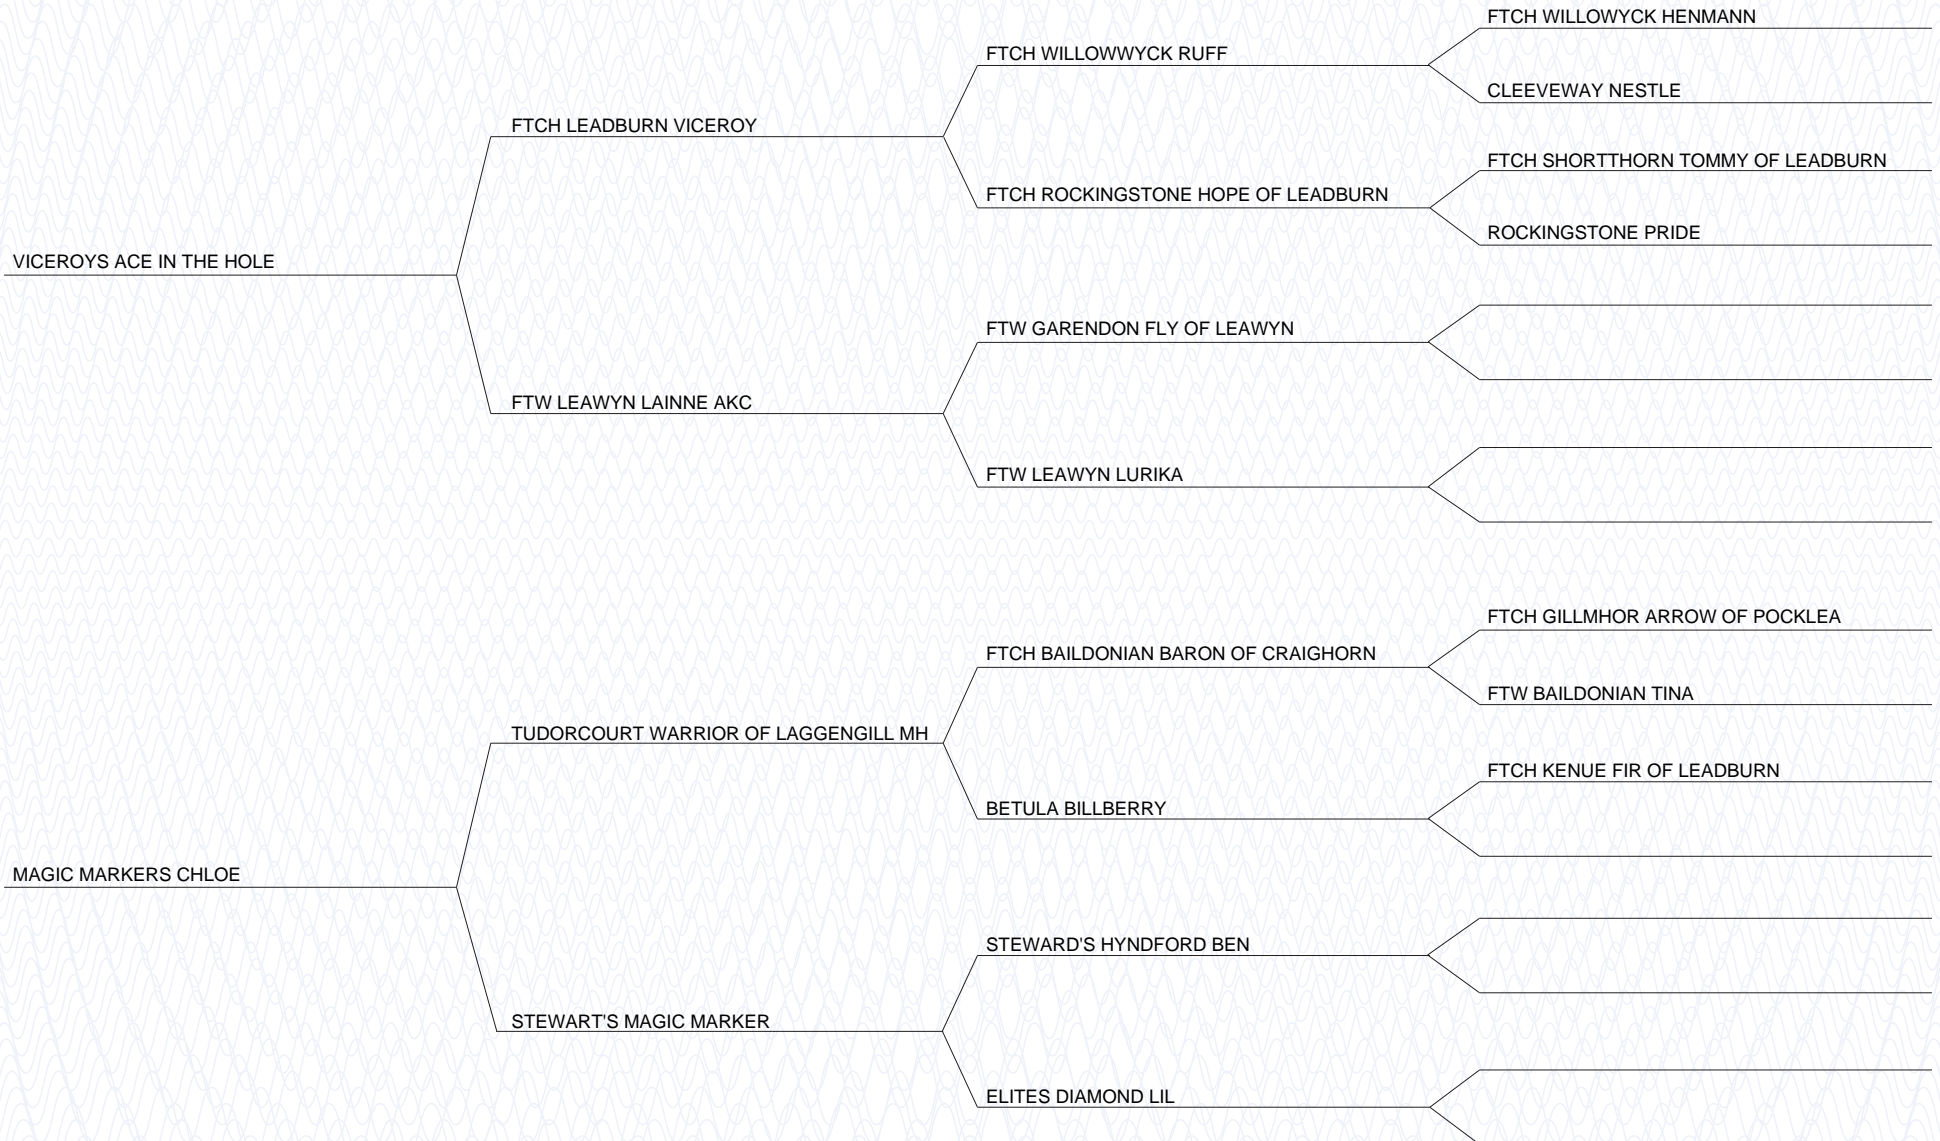 FTCH WILLOWYCK HENMANN
FTCH WILLOWWYCK RUFF
CLEEVEWAY NESTLE
FTCH LEADBURN VICEROY
FTCH SHORTTHORN TOMMY OF LEADBURN
FTCH ROCKINGSTONE HOPE OF LEADBURN
ROCKINGSTONE PRIDE
VICEROYS ACE IN THE HOLE
FTW GARENDON FLY OF LEAWYN
FTW LEAWYN LAINNE AKC
FTW LEAWYN LURIKA
FTCH GILLMHOR ARROW OF POCKLEA
FTCH BAILDONIAN BARON OF CRAIGHORN
FTW BAILDONIAN TINA
TUDORCOURT WARRIOR OF LAGGENGILL MH
FTCH KENUE FIR OF LEADBURN
BETULA BILLBERRY
MAGIC MARKERS CHLOE
STEWARD'S HYNDFORD BEN
STEWART'S MAGIC MARKER
ELITES DIAMOND LIL